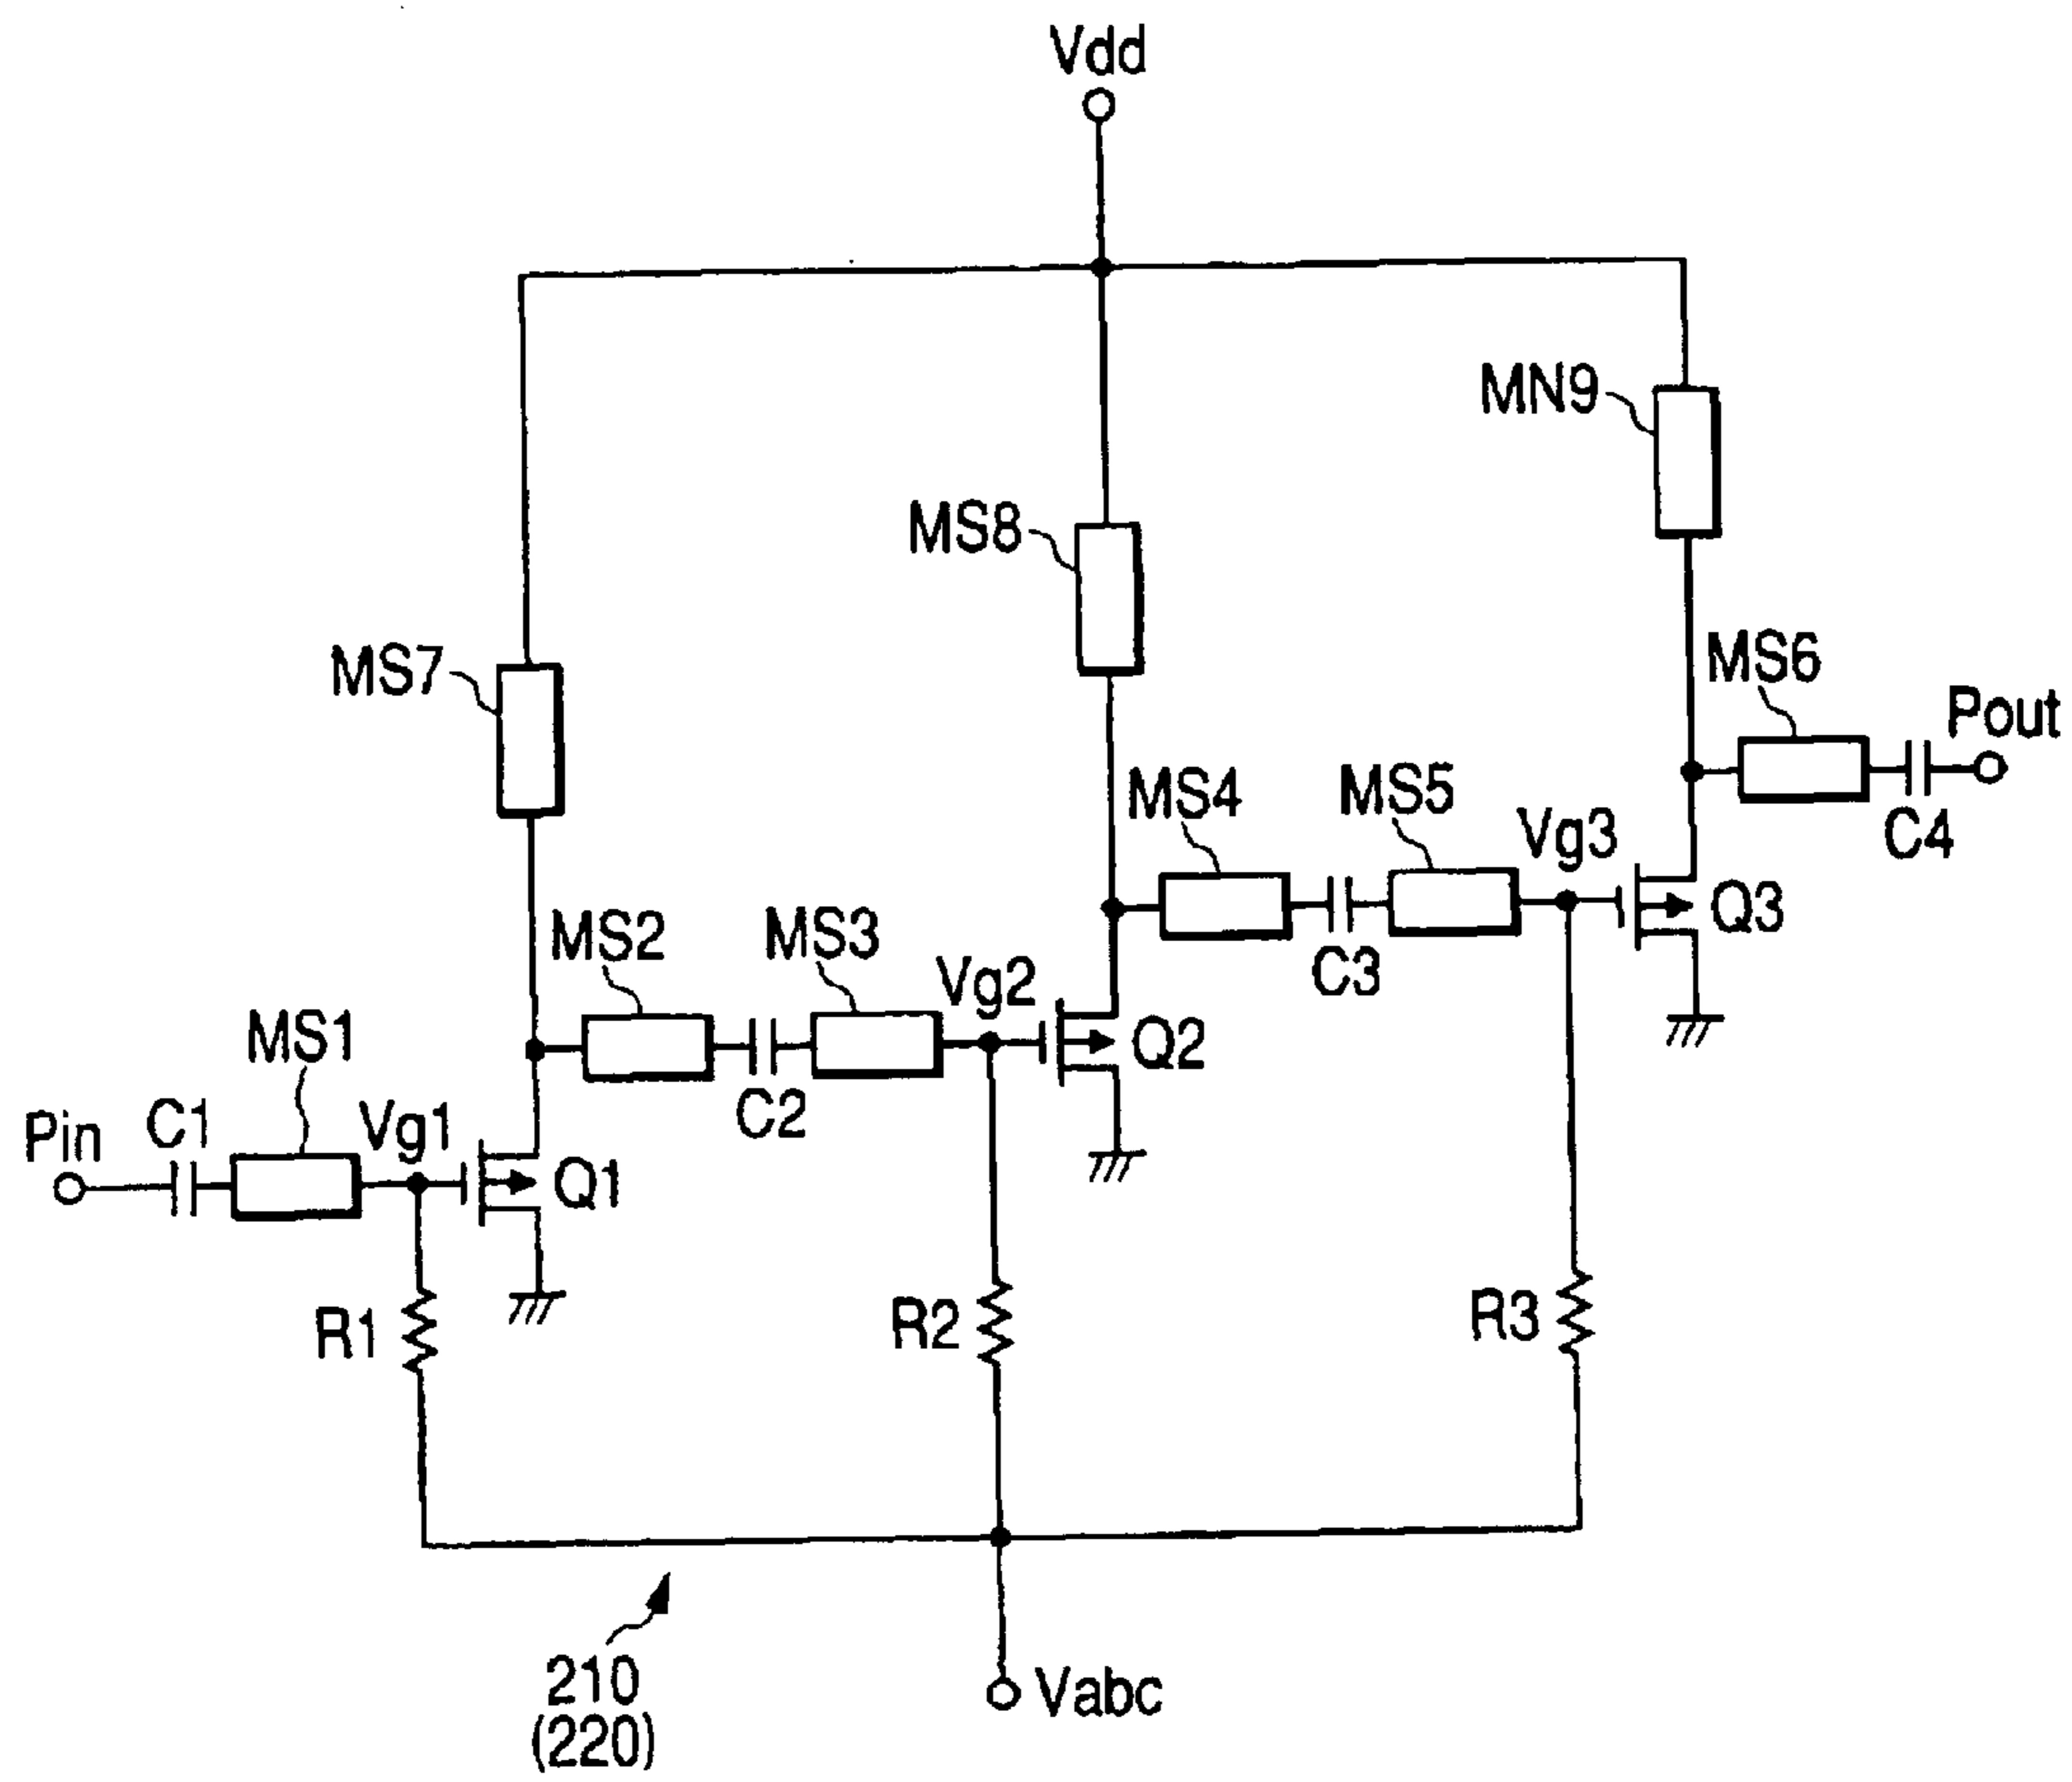 Vdd
MN9
MS8
MS7
MS6
Pout
MS4
MS5
Vg3
C4
Q3
MS2
MS3
Vg2
C3
Q2
MS1
Pin
C1
Vg1
C2
Q1
R1
R2
R3
210
(220)
Vabc